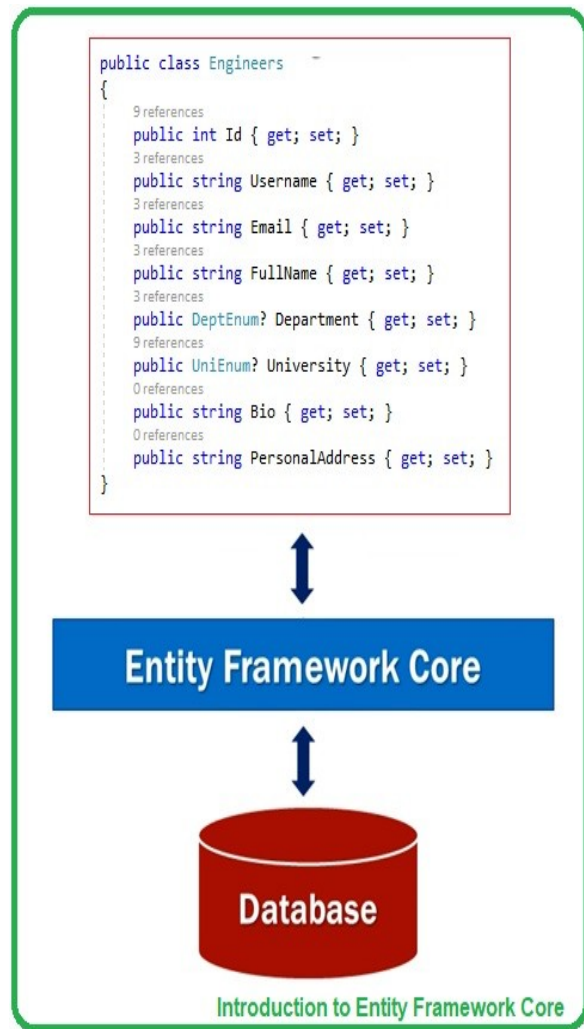 public class Engineers
{
9 references
public int Id { get; set; }
3 references
public string Username { get; set; }
3 references
public string Email { get; set; }
3 references
public string FullName { get; set; }
3 references
public DeptEnum? Department { get; set; }
9 references
public UniEnum? University { get; set; }
0 references
public string Bio { get; set; }
0 references
public string PersonalAddress { get; set; }
}
Entity Framework Core
Database
Introduction to Entity Framework Core